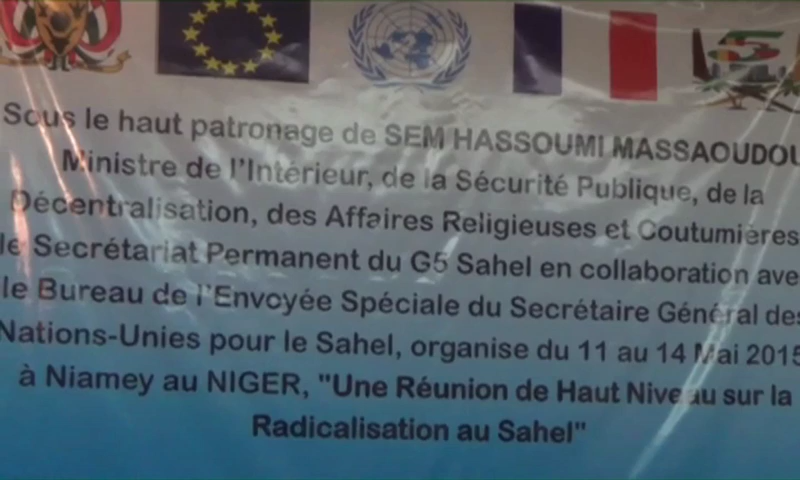 Sous le haut patronage de SEM HASSOUMI MASSAOUDOU
Ministre de l'Intérieur, de la Sécurité Publique, de la
Décentralisation, des Affaires Religieuses et Coutumières
le Secrétariat Permanent du G5 Sahel en collaboration ave
le Bureau de l'Envoyée Spéciale du Secrétaire Général des
Nations-Unies pour le Sahel, organise du 11 au 14 Mai 2015
à Niamey au NIGER, "Une Réunion de Haut Niveau sur la
Radicalisation au Sahel"